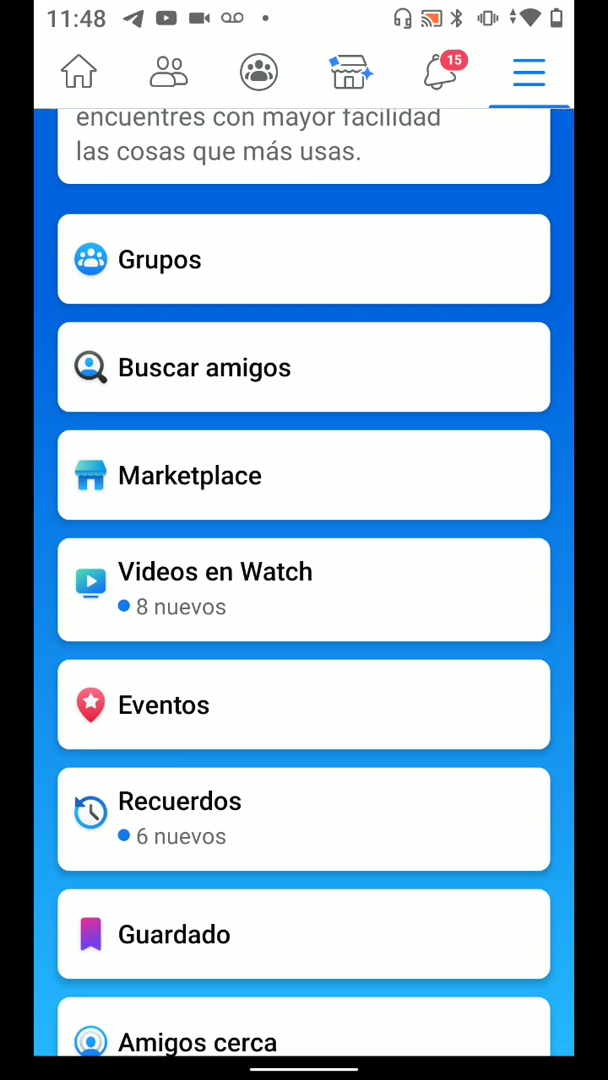 11:48
15
encuentres con mayor facilidad
las cosas que más usas.
Grupos
Buscar amigos
Marketplace
Videos en Watch
8 nuevos
Eventos
Recuerdos
6 nuevos
Guardado
Amigos cerca